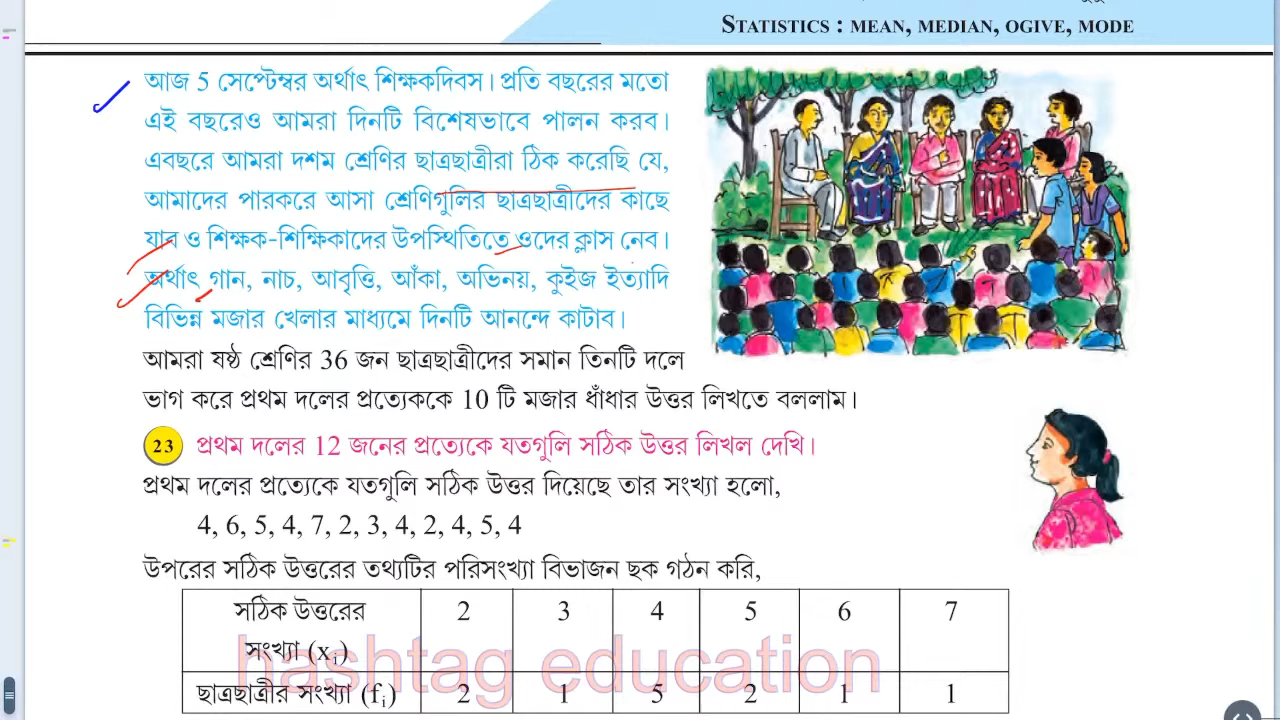 STATISTICS : MEAN, MEDIAN, OGIVE, MODE
আজ 5 সেপ্টেম্বর অর্থাৎ শিক্ষকদিবস। প্রতি বছরের মতো
এই বছরেও আমরা দিনটি বিশেষভাবে পালন করব।
এবছরে আমরা দশম শ্রেণির ছাত্রছাত্রীরা ঠিক করেছি যে,
আমাদের পারকরে আসা শ্রেণিগুলির ছাত্রছাত্রীদের কাছে
যাব ও শিক্ষক-শিক্ষিকাদের উপস্থিতিতে ওদের ক্লাস নেব।
অর্থাৎ গান, নাচ, আবৃত্তি, আঁকা, অভিনয়, কুইজ ইত্যাদি
বিভিন্ন মজার খেলার মাধ্যমে দিনটি আনন্দে কাটাব।
আমরা ষষ্ঠ শ্রেণির 36 জন ছাত্রছাত্রীদের সমান তিনটি দলে
ভাগ করে প্রথম দলের প্রত্যেককে 10 টি মজার ধাঁধার উত্তর লিখতে বললাম।
23 প্রথম দলের 12 জনের প্রত্যেকে যতগুলি সঠিক উত্তর লিখল দেখি।
প্রথম দলের প্রত্যেকে যতগুলি সঠিক উত্তর দিয়েছে তার সংখ্যা হলো,
4, 6, 5, 4, 7, 2, 3, 4, 2, 4, 5, 4
উপরের সঠিক উত্তরের তথ্যটির পরিসংখ্যা বিভাজন ছক গঠন করি,
সঠিক উত্তরের 2 3 4 5 6 7
সংখ্যা (xᵢ)
hashtag education
ছাত্রছাত্রীর সংখ্যা (fᵢ) 2 1 5 2 1 1